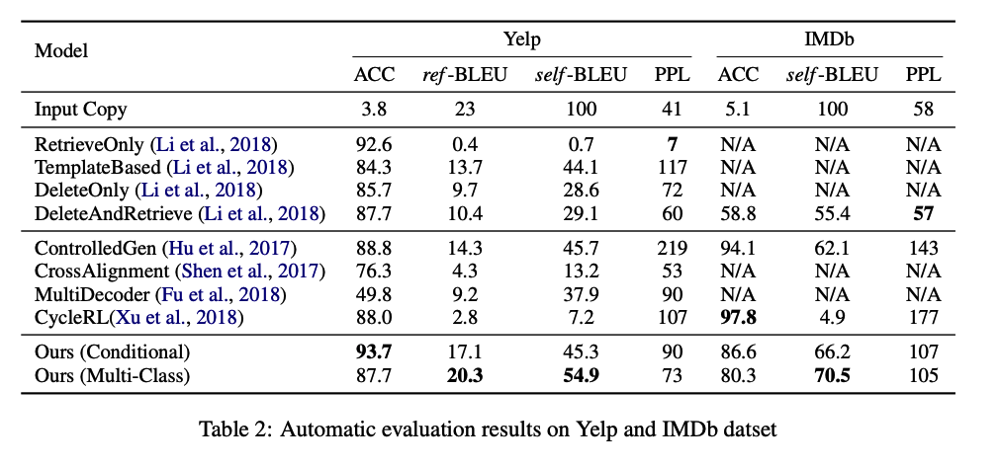 Model Yelp IMDb
ACC ref-BLEU self-BLEU PPL ACC self-BLEU PPL
Input Copy 3.8 23 100 41 5.1 100 58
RetrieveOnly (Li et al., 2018) 92.6 0.4 0.7 7 N/A N/A N/A
TemplateBased (Li et al., 2018) 84.3 13.7 44.1 117 N/A N/A N/A
DeleteOnly (Li et al., 2018) 85.7 9.7 28.6 72 N/A N/A N/A
DeleteAndRetrieve (Li et al., 2018) 87.7 10.4 29.1 60 58.8 55.4 57
ControlledGen (Hu et al., 2017) 88.8 14.3 45.7 219 94.1 62.1 143
CrossAlignment (Shen et al., 2017) 76.3 4.3 13.2 53 N/A N/A N/A
MultiDecoder (Fu et al., 2018) 49.8 9.2 37.9 90 N/A N/A N/A
CycleRL(Xu et al., 2018) 88.0 2.8 7.2 107 97.8 4.9 177
Ours (Conditional) 93.7 17.1 45.3 90 86.6 66.2 107
Ours (Multi-Class) 87.7 20.3 54.9 73 80.3 70.5 105
Table 2: Automatic evaluation results on Yelp and IMDb datset